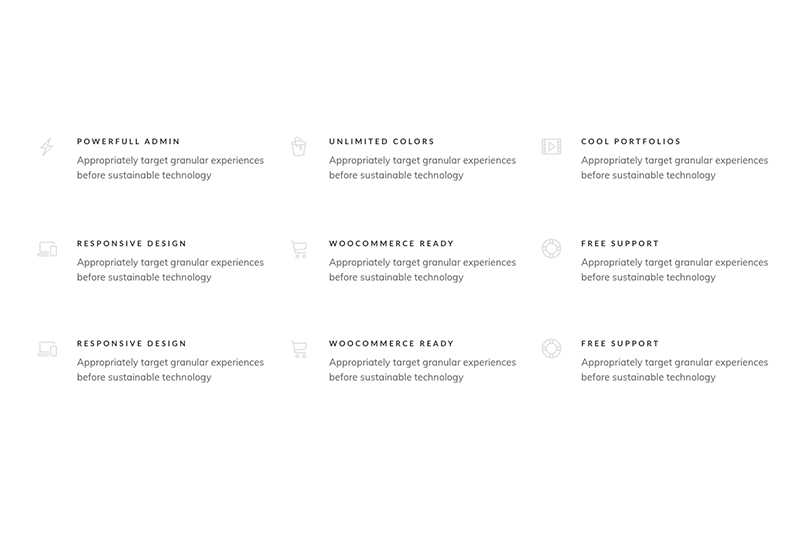 POWERFULL ADMIN
Appropriately target granular experiences
before sustainable technology
UNLIMITED COLORS
Appropriately target granular experiences
before sustainable technology
COOL PORTFOLIOS
Appropriately target granular experiences
before sustainable technology
RESPONSIVE DESIGN
Appropriately target granular experiences
before sustainable technology
WOOCOMMERCE READY
Appropriately target granular experiences
before sustainable technology
FREE SUPPORT
Appropriately target granular experiences
before sustainable technology
RESPONSIVE DESIGN
Appropriately target granular experiences
before sustainable technology
WOOCOMMERCE READY
Appropriately target granular experiences
before sustainable technology
FREE SUPPORT
Appropriately target granular experiences
before sustainable technology